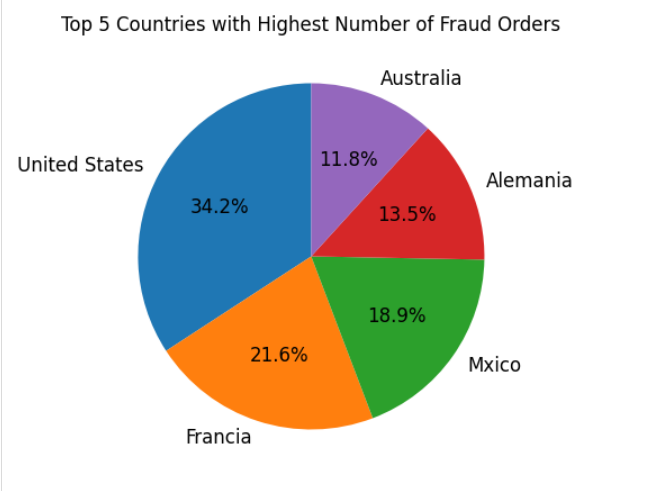 Top 5 Countries with Highest Number of Fraud Orders
Australia
11.8%
United States
Alemania
34.2%
13.5%
18.9%
21.6%
Mxico
Francia